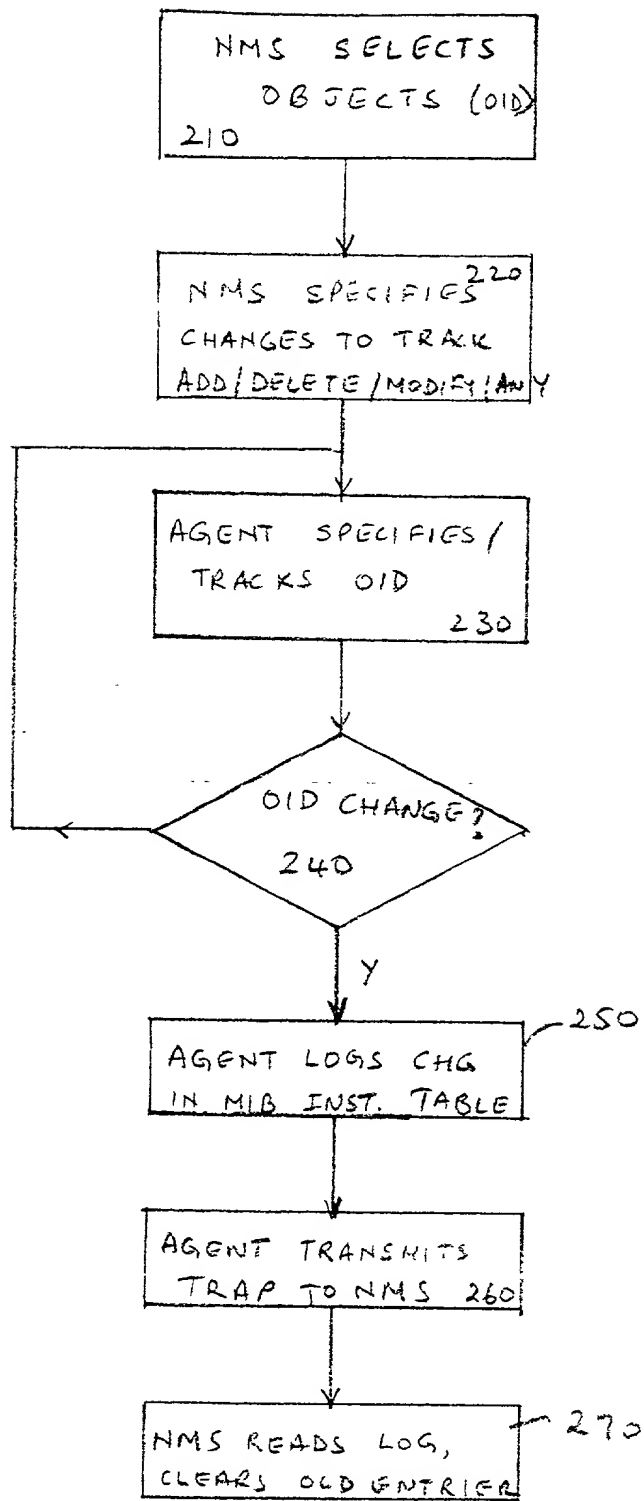 NMS SELECTS
OBJECTS (OID)
210
220
NMS SPECIFIES
CHANGES TO TRACK
ADD/DELETE/MODIFY/ANY
AGENT SPECIFIES/
TRACKS OID
230
OID CHANGE?
240
Y
250
AGENT LOGS CHG
IN MIB INST. TABLE
AGENT TRANSMITS
TRAP TO NMS 260
270
NMS READS LOG,
CLEARS OLD ENTRIER